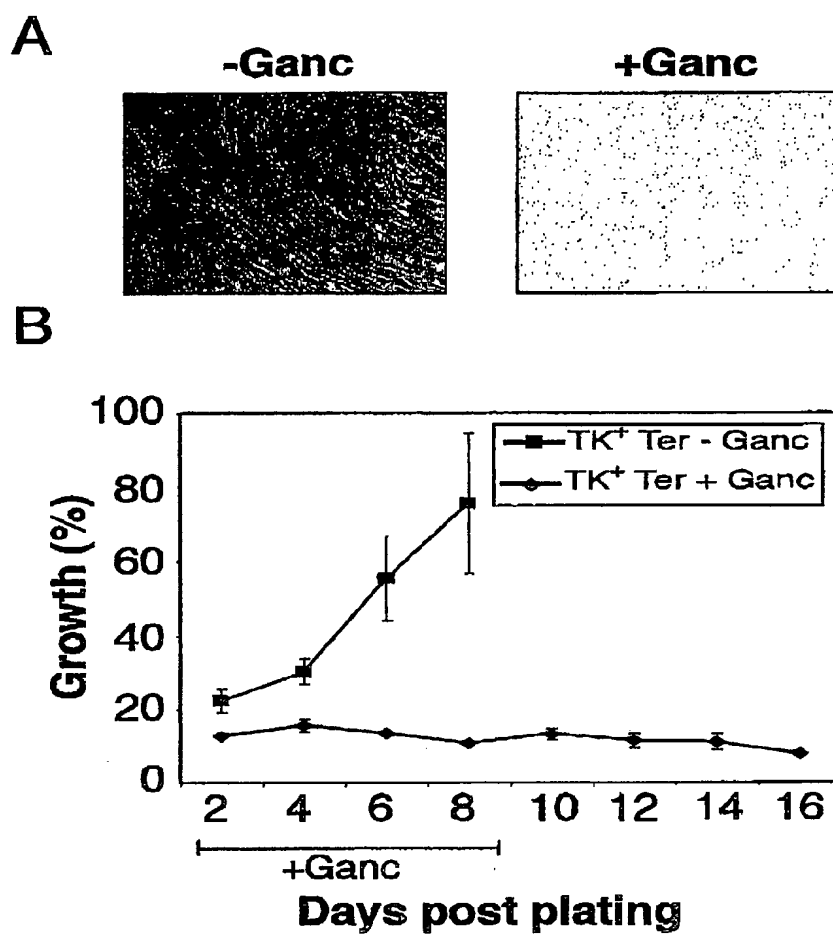 A
-Ganc
+Ganc
B
100
80
60
40
20
0
Growth (%)
TK+ Ter - Ganc
TK+ Ter + Ganc
2 4 6 8 10 12 14 16
+Ganc
Days post plating